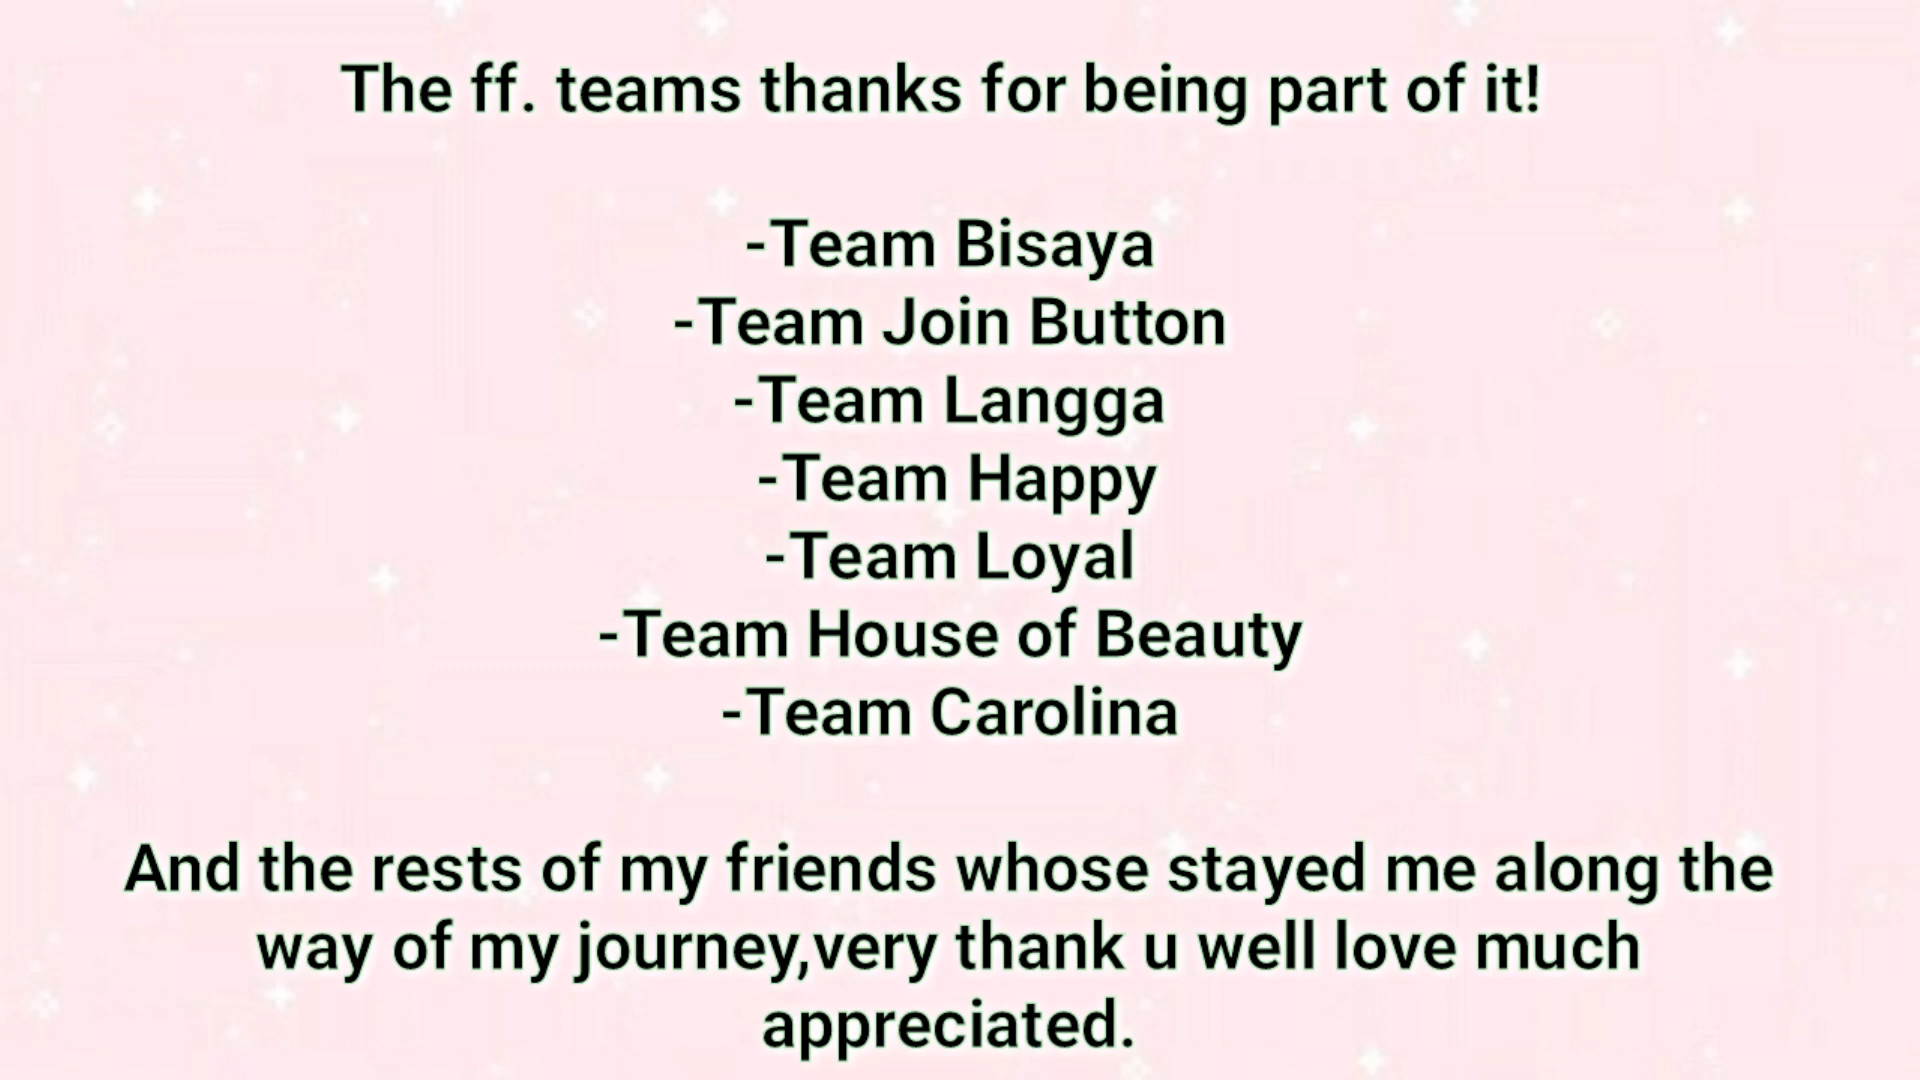 The ff. teams thanks for being part of it!
-Team Bisaya
-Team Join Button
-Team Langga
-Team Happy
-Team Loyal
-Team House of Beauty
-Team Carolina
And the rests of my friends whose stayed me along the
way of my journey,very thank u well love much
appreciated.